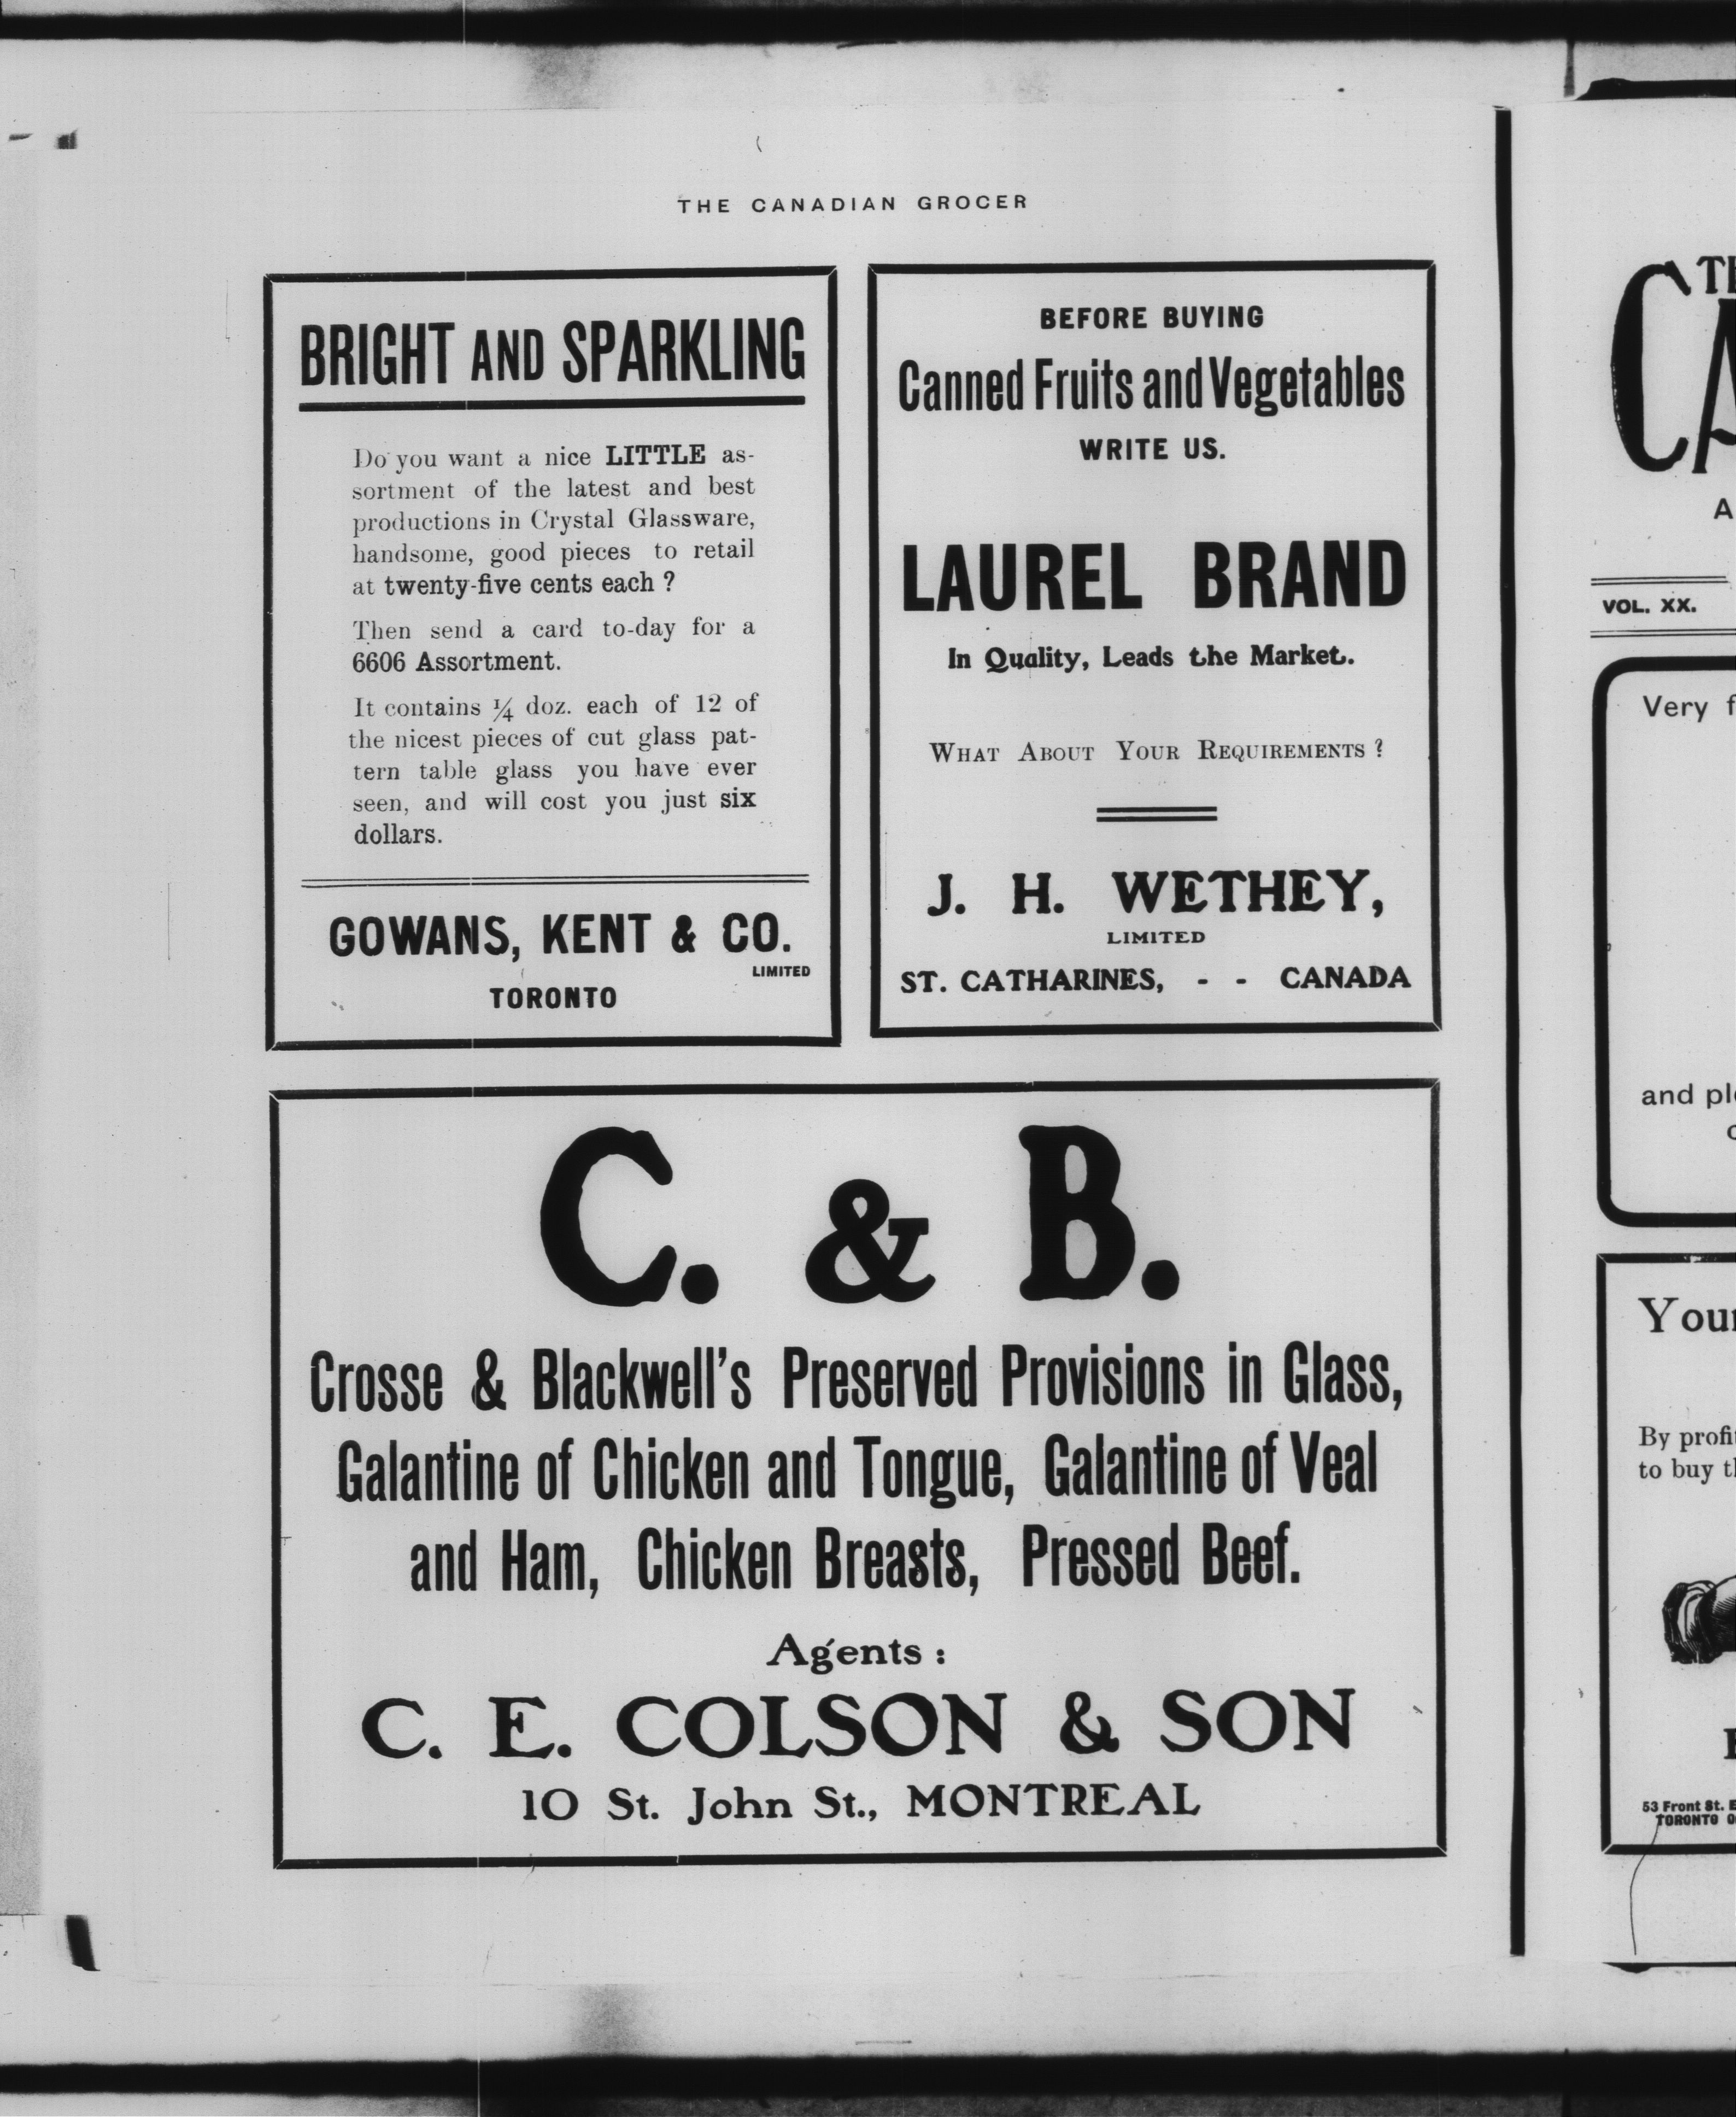 THE CANADIAN GROCER
BRIGHT AND SPARKLING
Do you want a nice LITTLE as-
sortment of the latest and best
productions in Crystal Glassware,
handsome, good pieces to retail
at twenty-five cents each ?
Then send a card to-day for a
6606 Assortment.
It contains ¼ doz. each of 12 of
the nicest pieces of cut glass pat-
tern table glass you have ever
seen, and will cost you just six
dollars.
GOWANS, KENT & CO.
LIMITED
TORONTO
BEFORE BUYING
Canned Fruits and Vegetables
WRITE US.
LAUREL BRAND
In Quality, Leads the Market.
WHAT ABOUT YOUR REQUIREMENTS ?
J. H. WETHEY,
LIMITED
ST. CATHARINES, - - CANADA
C. & B.
Crosse & Blackwell's Preserved Provisions in Glass,
Galantine of Chicken and Tongue, Galantine of Veal
and Ham, Chicken Breasts, Pressed Beef.
Agents :
C. E. COLSON & SON
10 St. John St., MONTREAL
VOL. XX.
Very
and
By
to buy
53 Front St.
TORONTO